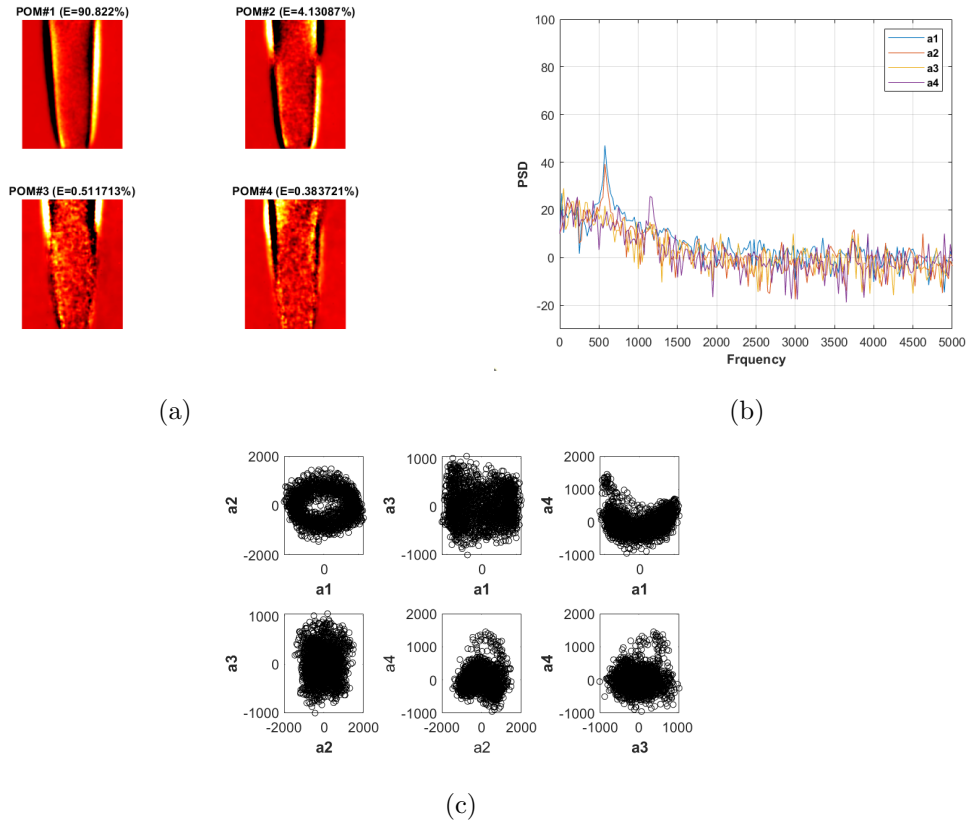 POM#1 (E=90.822%)
POM#2 (E=4.13087%)
POM#3 (E=0.511713%)
POM#4 (E=0.383721%)
100
80
60
40
20
0
-20
PSD
0 500 1000 1500 2000 2500 3000 3500 4000 4500 5000
Frquency
a1
a2
a3
a4
(a)
(b)
2000
0
-2000
a2
0
a1
1000
0
-1000
a3
0
a1
2000
1000
0
-1000
a4
0
a1
1000
0
-1000
a3
-2000 0 2000
a2
2000
1000
0
-1000
a4
-2000 0 2000
a2
2000
1000
0
-1000
a4
-1000 0 1000
a3
(c)